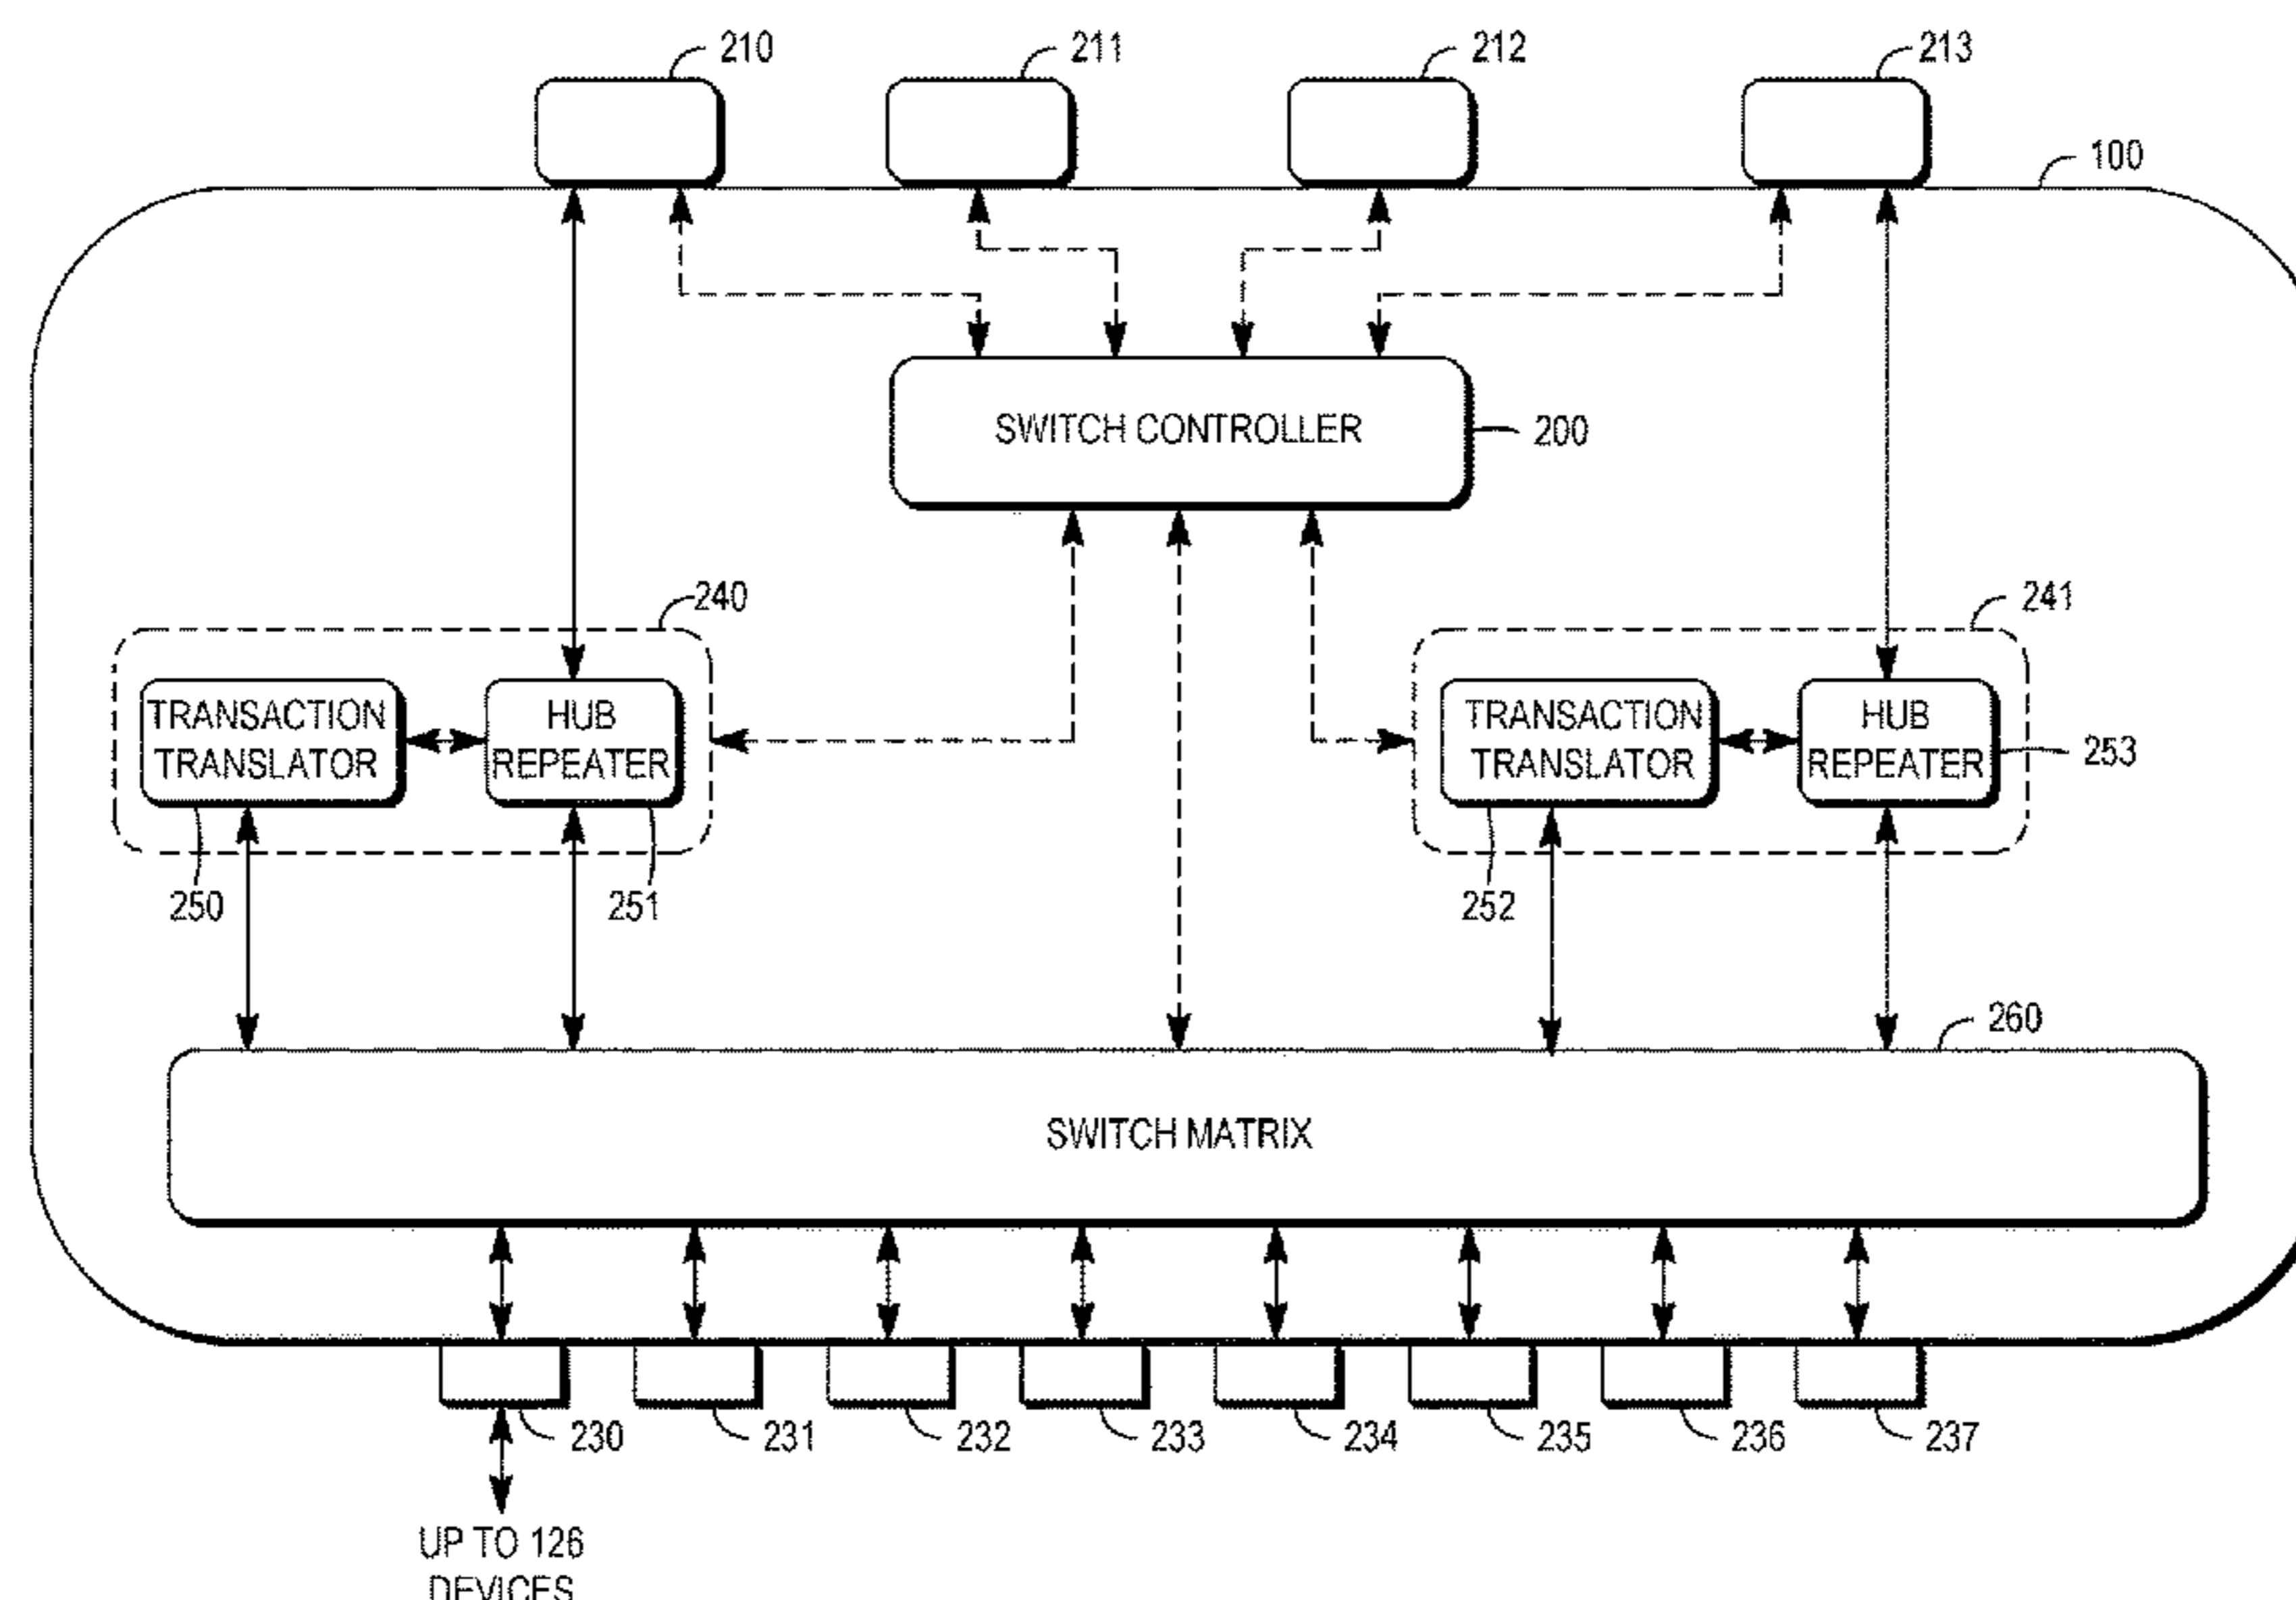 210
211
212
213
100
SWITCH CONTROLLER
200
240
241
TRANSACTION
TRANSLATOR
HUB
REPEATER
TRANSACTION
TRANSLATOR
HUB
REPEATER
253
250
251
252
260
SWITCH MATRIX
230
231
232
233
234
235
236
237
UP TO 126
DEVICES